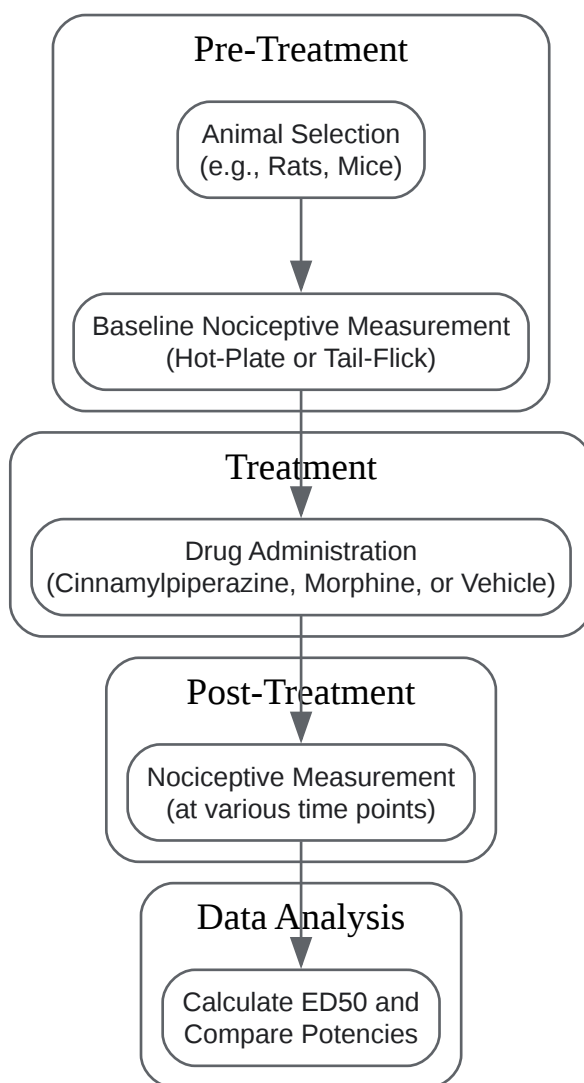 Pre-Treatment
Animal Selection
(e.g., Rats, Mice)
Baseline Nociceptive Measurement
(Hot-Plate or Tail-Flick)
Treatment
Drug Administration
(Cinnamylpiperazine, Morphine, or Vehicle)
Post-Treatment
Nociceptive Measurement
(at various time points)
Data Analysis
Calculate ED50 and
Compare Potencies